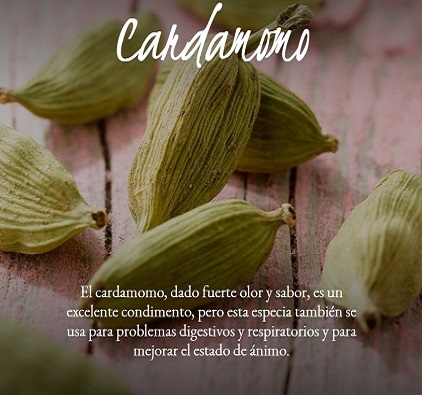 Cardamomo
El cardamomo, dado fuerte olor y sabor, es un
excelente condimento, pero esta especia también se
usa para problemas digestivos y respiratorios y para
mejorar el estado de ánimo.